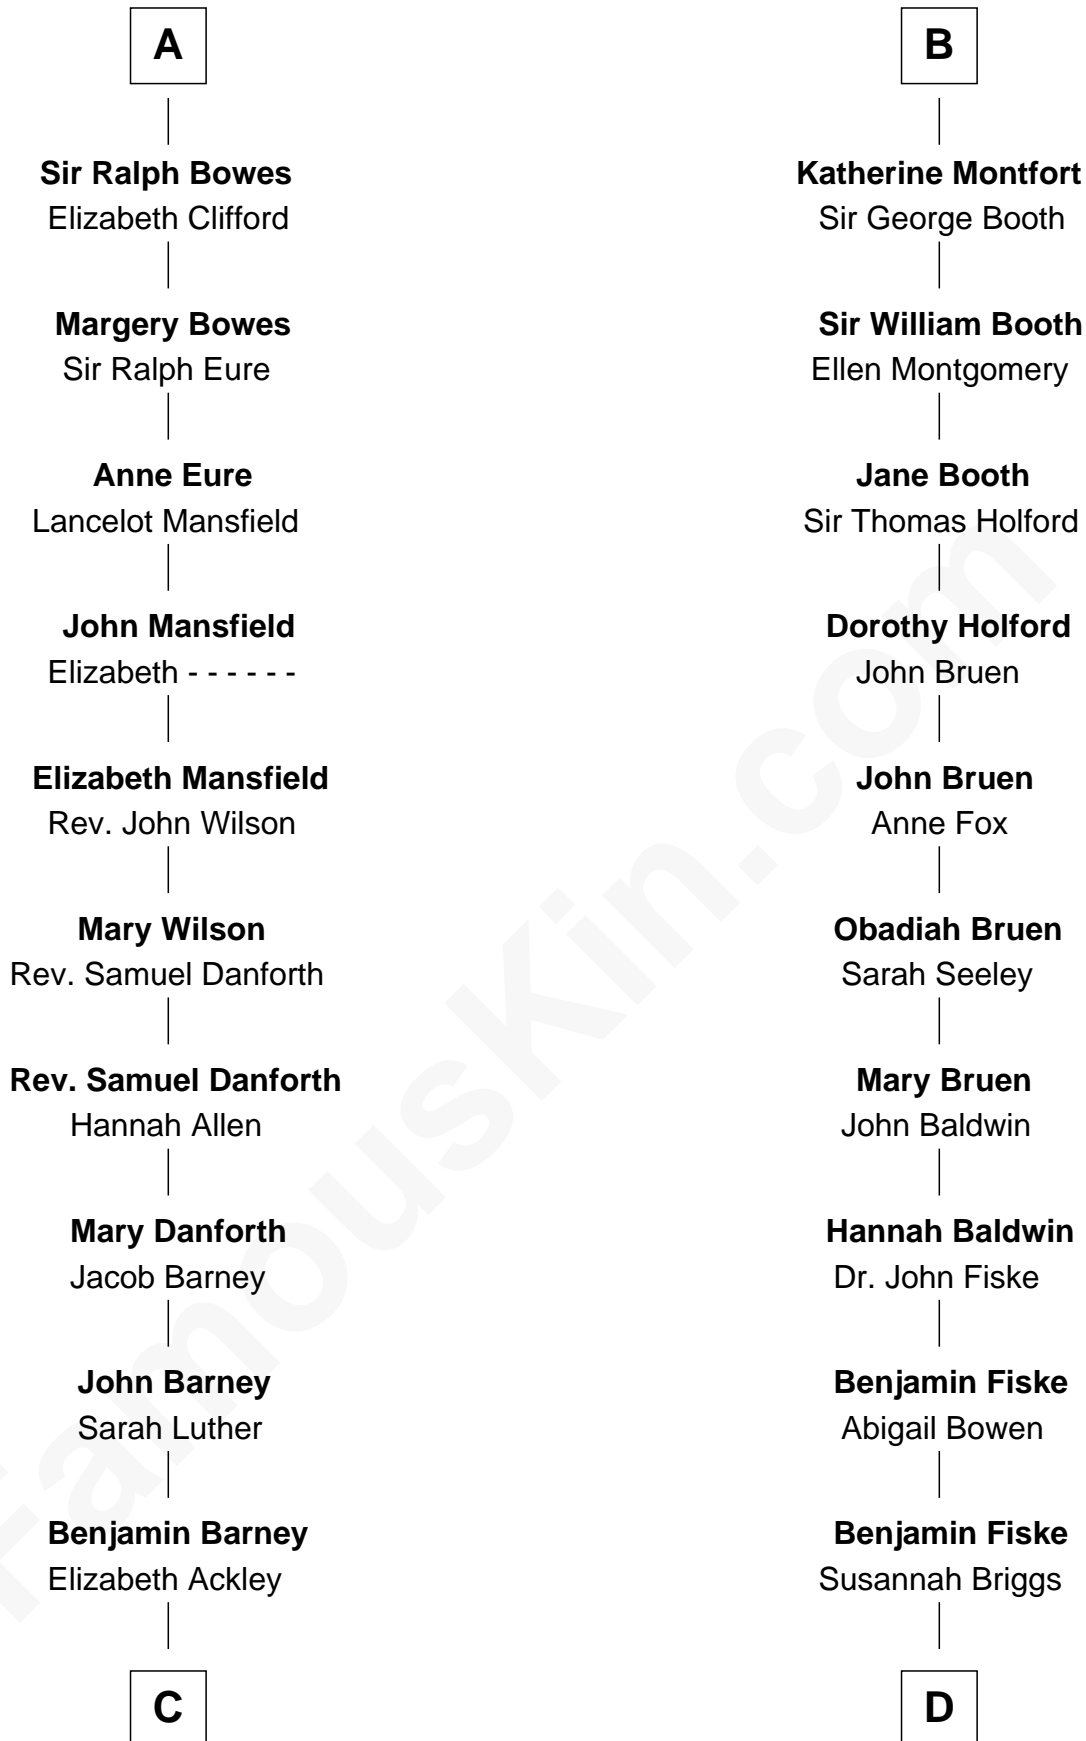 A
Sir Ralph Bowes
Elizabeth Clifford
Margery Bowes
Sir Ralph Eure
Anne Eure
Lancelot Mansfield
John Mansfield
Elizabeth - - - - - -
Elizabeth Mansfield
Rev. John Wilson
Mary Wilson
Rev. Samuel Danforth
Rev. Samuel Danforth
Hannah Allen
Mary Danforth
Jacob Barney
John Barney
Sarah Luther
Benjamin Barney
Elizabeth Ackley
C
B
Katherine Montfort
Sir George Booth
Sir William Booth
Ellen Montgomery
Jane Booth
Sir Thomas Holford
Dorothy Holford
John Bruen
John Bruen
Anne Fox
Obadiah Bruen
Sarah Seeley
Mary Bruen
John Baldwin
Hannah Baldwin
Dr. John Fiske
Benjamin Fiske
Abigail Bowen
Benjamin Fiske
Susannah Briggs
D
FamousKin.com